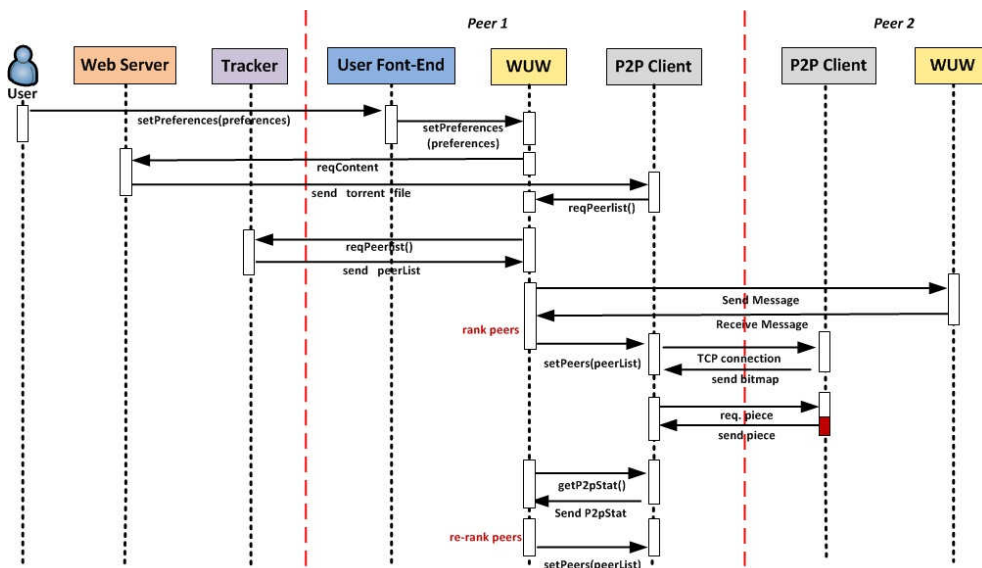 Peer 1
Peer 2
User
Web Server
Tracker
User Font-End
WUW
P2P Client
P2P Client
WUW
setPreferences(preferences)
setPreferences
(preferences)
reqContent
send torrent file
reqPeerlist()
reqPeerlist()
send peerList
Send Message
Receive Message
rank peers
setPeers(peerList)
TCP connection
send bitmap
req. piece
send piece
getP2pStat()
Send P2pStat
re-rank peers
setPeers(peerList)